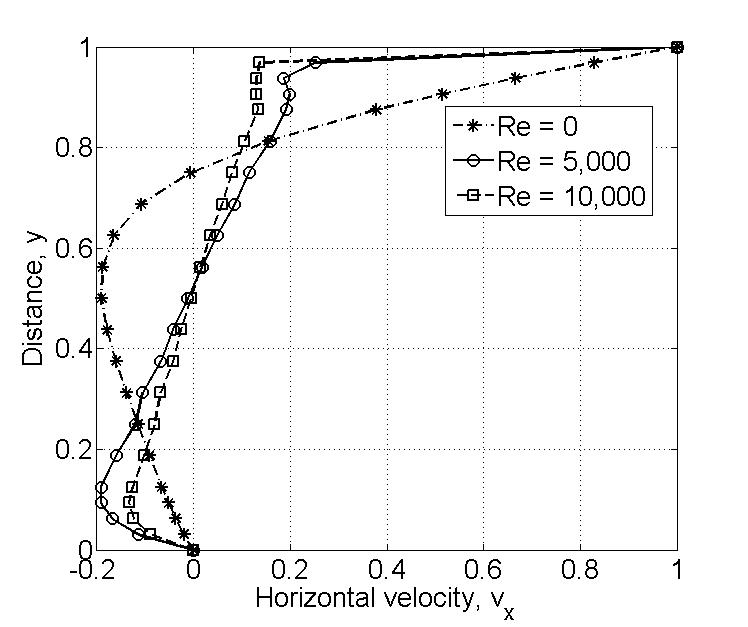 1
0.8
0.6
0.4
0.2
0
-0.2 0 0.2 0.4 0.6 0.8 1
Distance, y
Horizontal velocity, vₓ
Re = 0
Re = 5,000
Re = 10,000